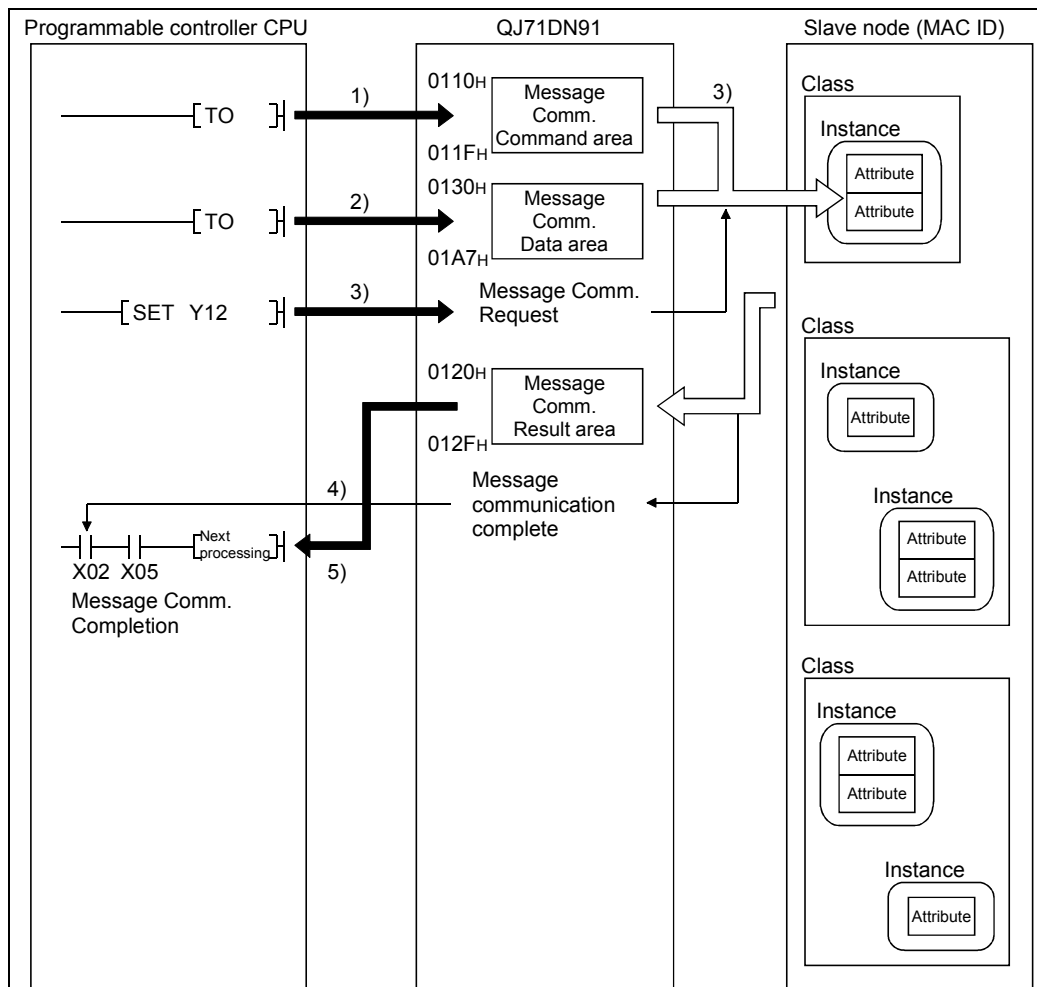 Programmable controller CPU
QJ71DN91
Slave node (MAC ID)
TO
1)
0110H
Message
Comm.
Command area
011FH
3)
Class
Instance
Attribute
Attribute
TO
2)
0130H
Message
Comm.
Data area
01A7H
SET Y12
3)
Message Comm.
Request
0120H
Message
Comm.
Result area
012FH
Class
Instance
Attribute
Instance
Attribute
Attribute
4)
Message
communication
complete
Next
processing
X02 X05
5)
Message Comm.
Completion
Class
Instance
Attribute
Attribute
Instance
Attribute